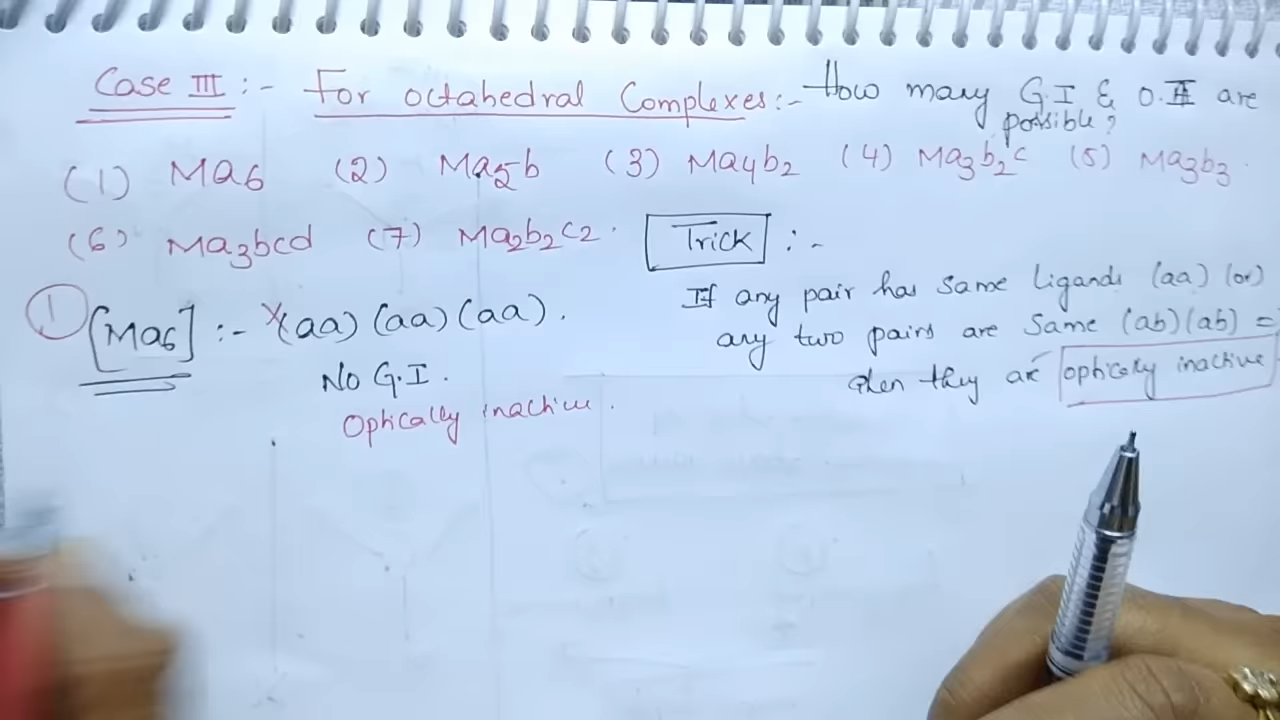 Case III :- For octahedral Complexes:- How many G.I & O.I are possible?
(1) Ma6 (2) Ma5b (3) Ma4b2 (4) Ma3b2c (5) Ma3b3.
(6) Ma3bcd (7) Ma2b2c2. Trick :-
If any pair has same ligands (aa) (or)
any two pairs are same (ab)(ab) =
then they are optically inactive
1 [Ma6] :- x(aa) (aa) (aa).
No G.I.
Optically inactive.